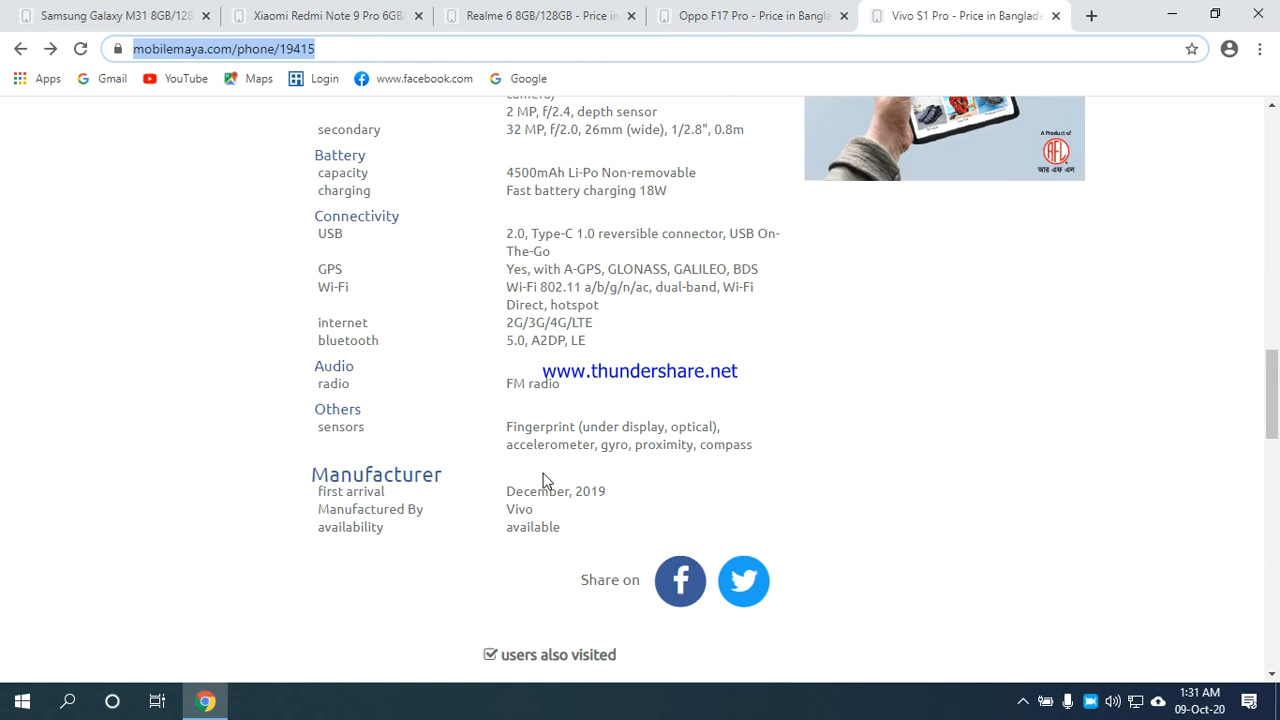 Samsung Galaxy M31 8GB/128
Xiaomi Redmi Note 9 Pro 6GB
Realme 6 8GB/128GB - Price in
Oppo F17 Pro - Price in Bangla
Vivo S1 Pro - Price in Banglade
mobilemaya.com/phone/19415
Apps
Gmail
YouTube
Maps
Login
www.facebook.com
Google
camera)
2 MP, f/2.4, depth sensor
secondary 32 MP, f/2.0, 26mm (wide), 1/2.8", 0.8m
Battery
capacity 4500mAh Li-Po Non-removable
charging Fast battery charging 18W
Connectivity
USB 2.0, Type-C 1.0 reversible connector, USB On-
The-Go
GPS Yes, with A-GPS, GLONASS, GALILEO, BDS
Wi-Fi Wi-Fi 802.11 a/b/g/n/ac, dual-band, Wi-Fi
Direct, hotspot
internet 2G/3G/4G/LTE
bluetooth 5.0, A2DP, LE
Audio
www.thundershare.net
radio FM radio
Others
sensors Fingerprint (under display, optical),
accelerometer, gyro, proximity, compass
Manufacturer
first arrival December, 2019
Manufactured By Vivo
availability available
Share on
users also visited
A Product of
RFL
আর এফ এল
1:31 AM
09-Oct-20